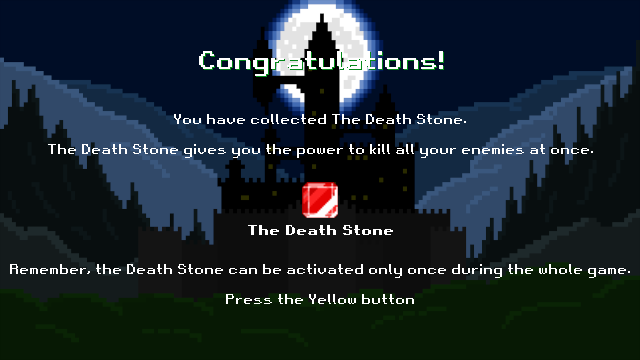 Congratulations!
You have collected The Death Stone.
The Death Stone gives you the power to kill all your enemies at once.
The Death Stone
Remember, the Death Stone can be activated only once during the whole game.
Press the Yellow button